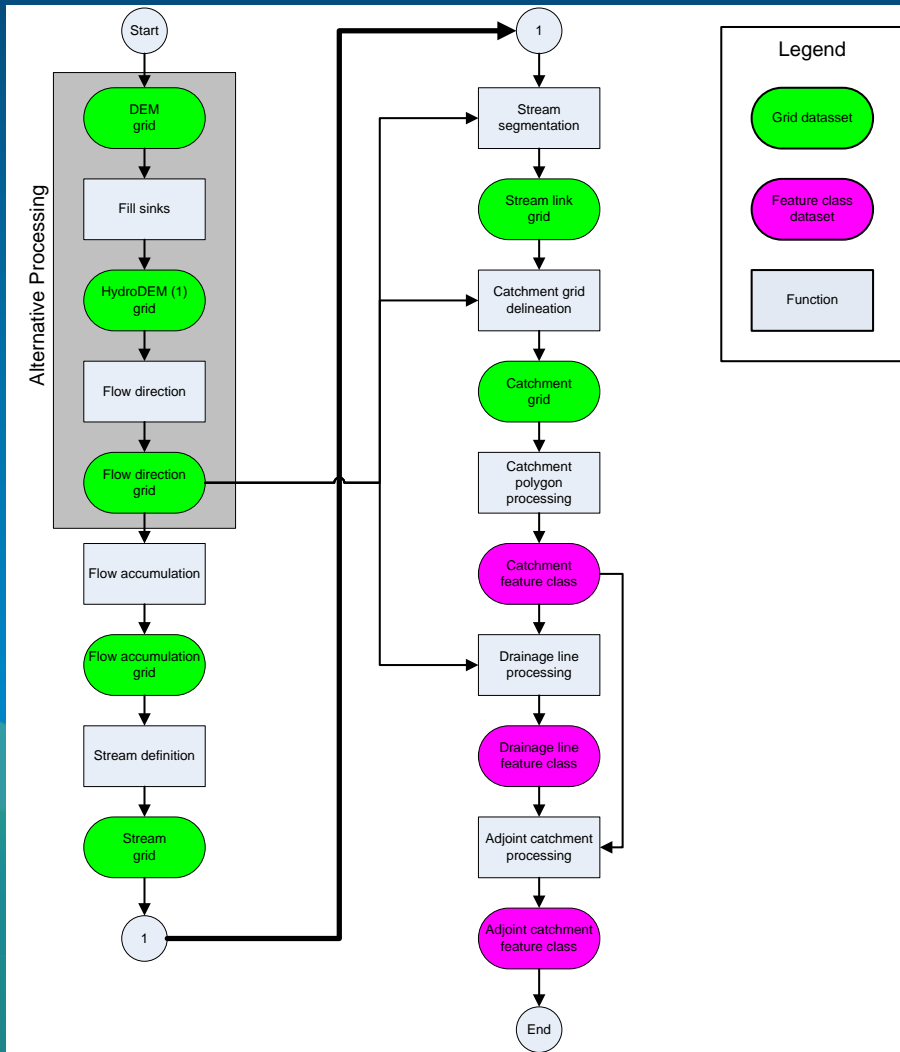 Start
Alternative Processing
DEM
grid
Fill sinks
HydroDEM (1)
grid
Flow direction
Flow direction
grid
Flow accumulation
Flow accumulation
grid
Stream definition
Stream
grid
1
1
Stream
segmentation
Stream link
grid
Catchment grid
delineation
Catchment
grid
Catchment
polygon
processing
Catchment
feature class
Drainage line
processing
Drainage line
feature class
Adjoint catchment
processing
Adjoint catchment
feature class
End
Legend
Grid datasset
Feature class
dataset
Function